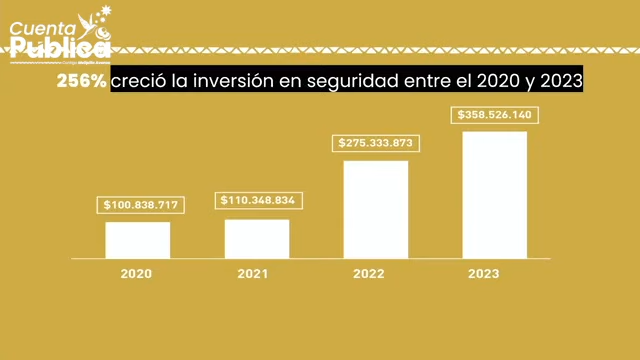 Cuenta
Pública
256% creció la inversión en seguridad entre el 2020 y 2023
$358.526.140
$275.333.873
$110.348.834
$100.838.717
2020 2021 2022 2023